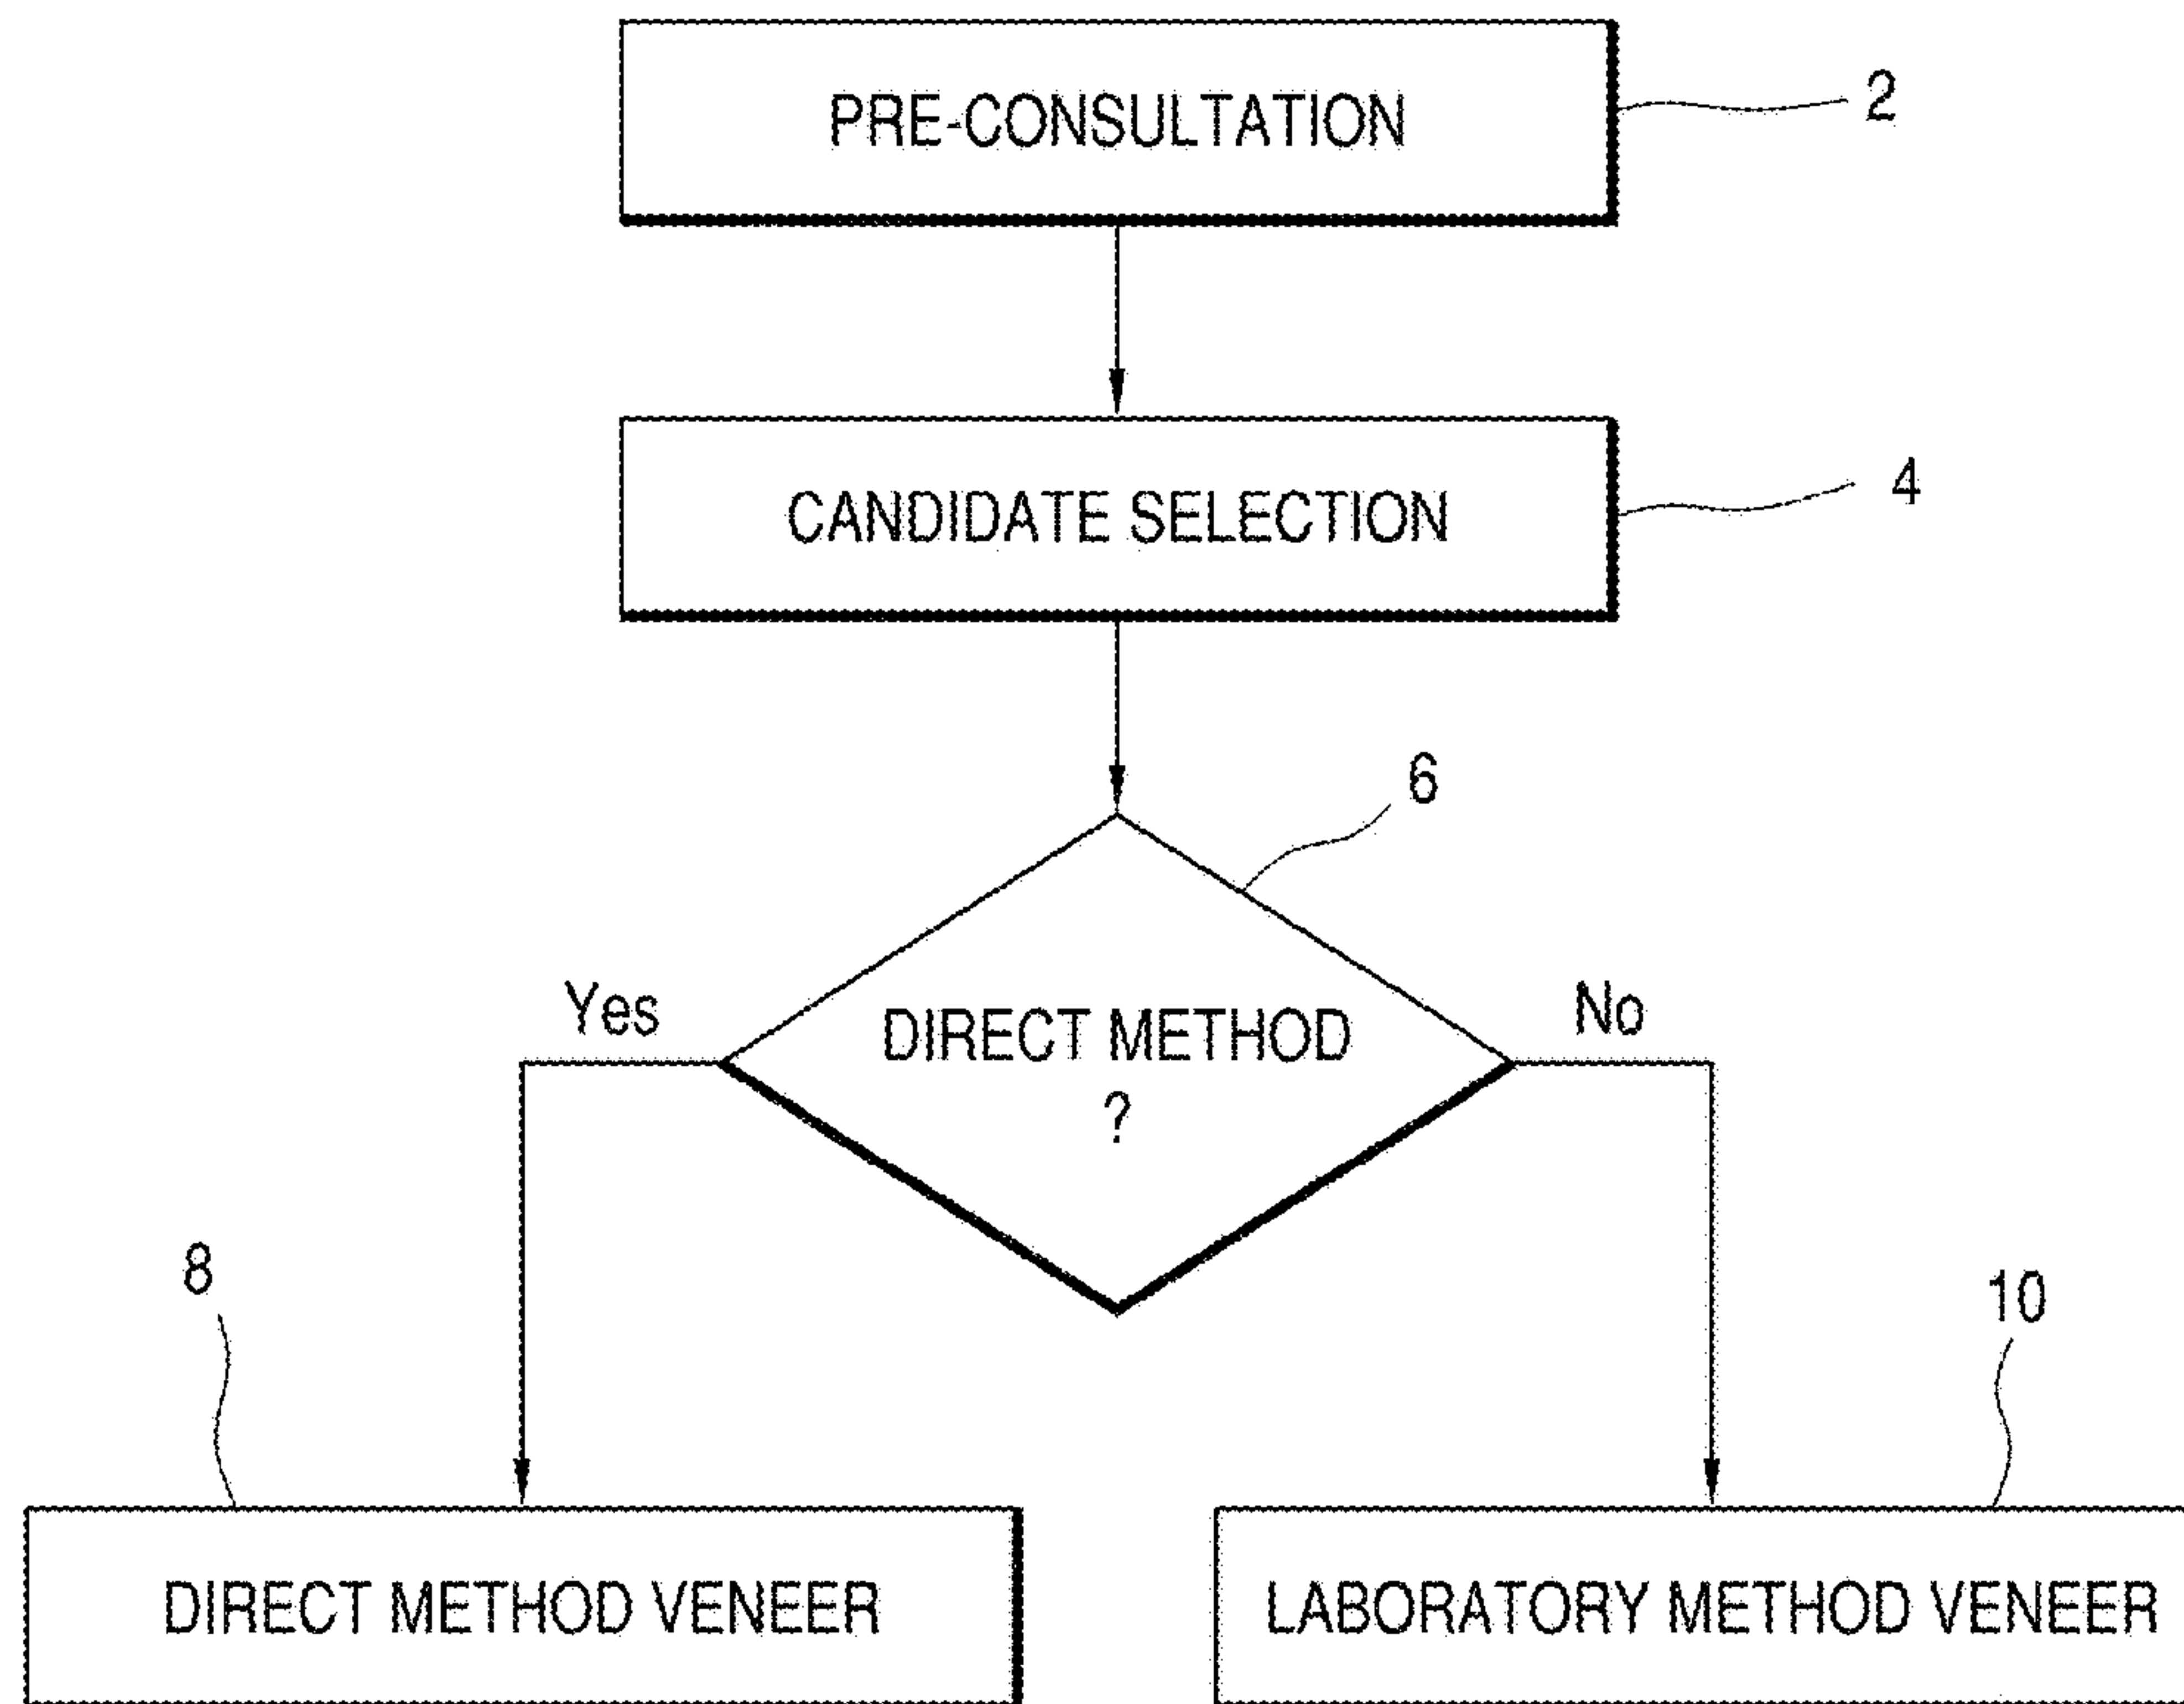 PRE-CONSULTATION
2
CANDIDATE SELECTION
4
6
Yes
DIRECT METHOD
?
No
8
10
DIRECT METHOD VENEER
LABORATORY METHOD VENEER